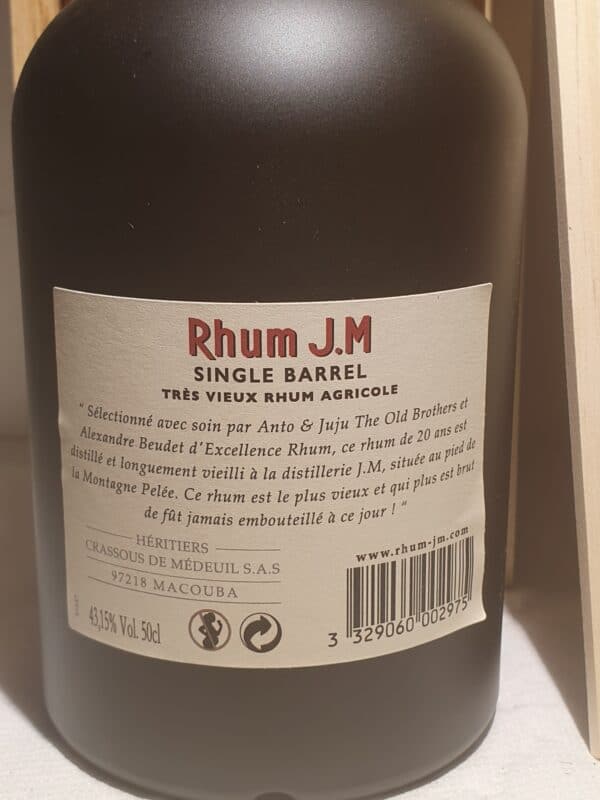 Rhum J.M
SINGLE BARREL
TRÈS VIEUX RHUM AGRICOLE
“ Sélectionné avec soin par Anto & Juju The Old Brothers et
Alexandre Beudet d'Excellence Rhum, ce rhum de 20 ans est
distillé et longuement vieilli à la distillerie J.M, située au pied de
la Montagne Pelée. Ce rhum est le plus vieux et qui plus est brut
de fût jamais embouteillé à ce jour ! “
HÉRITIERS
CRASSOUS DE MÉDEUIL S.A.S
97218 MACOUBA
43,15% Vol. 50cl
www.rhum-jm.com
3 329060 002975